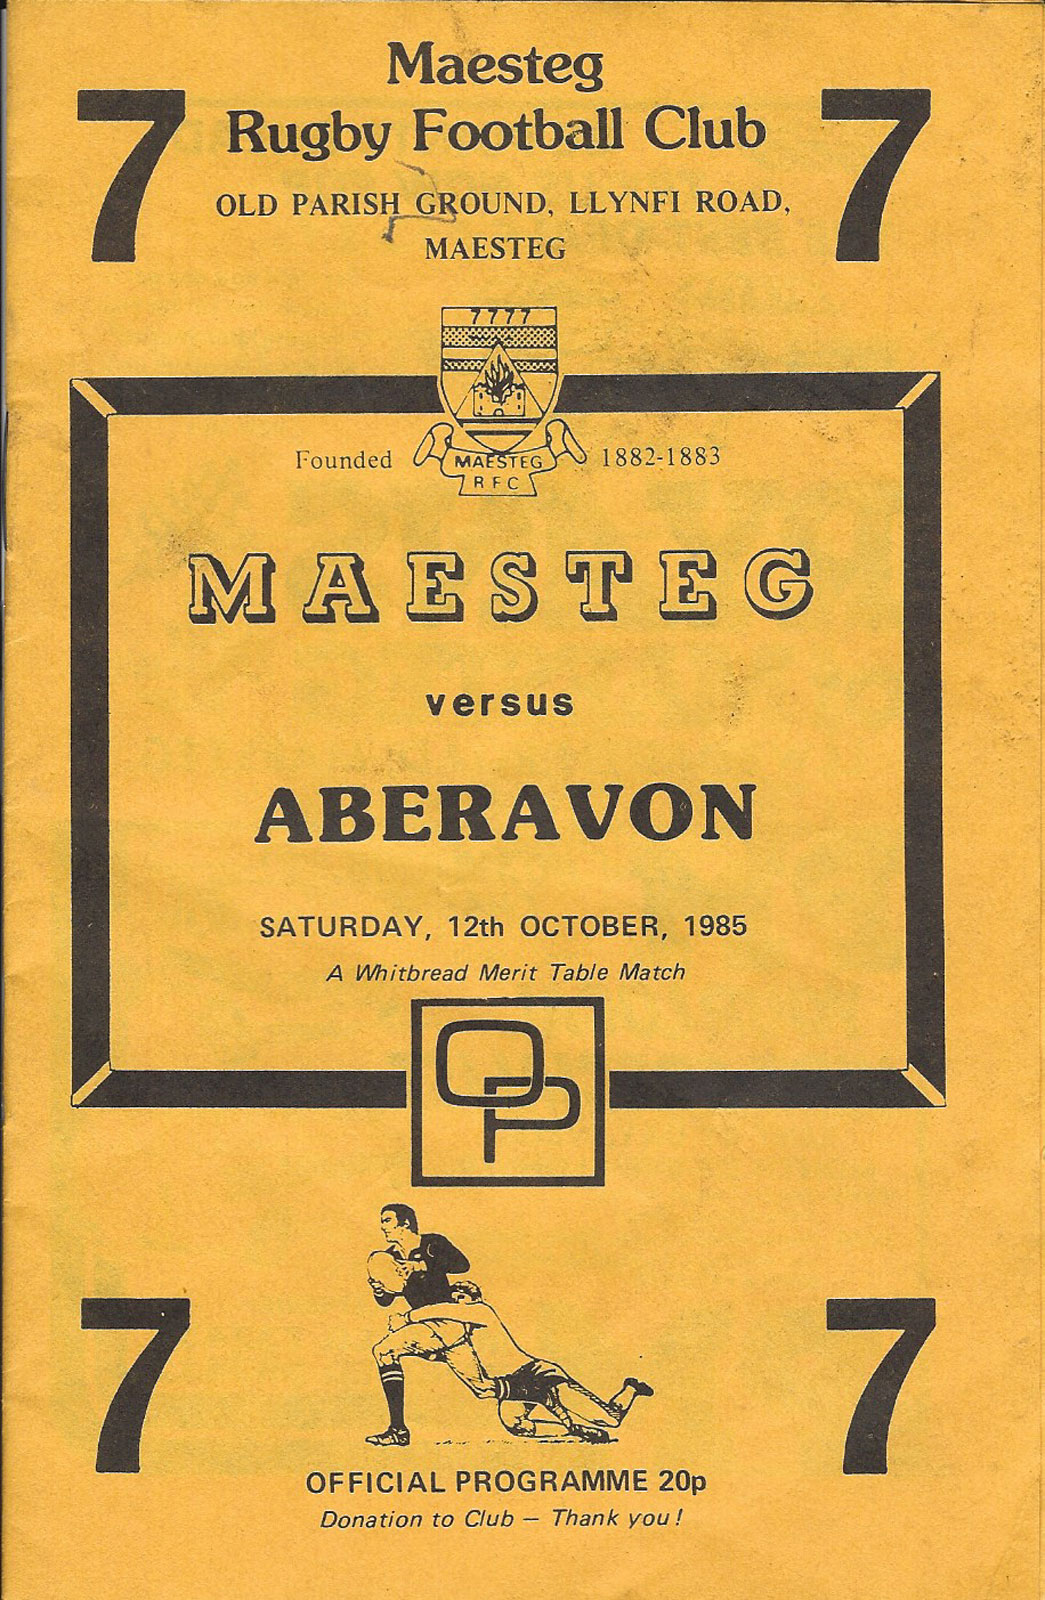 Maesteg
7 Rugby Football Club 7
OLD PARISH GROUND, LLYNFI ROAD,
MAESTEG
7777
Founded MAESTEG 1882-1883
RFC
MAESTEG
versus
ABERAVON
SATURDAY, 12th OCTOBER, 1985
A Whitbread Merit Table Match
OP
7 7
OFFICIAL PROGRAMME 20p
Donation to Club — Thank you!